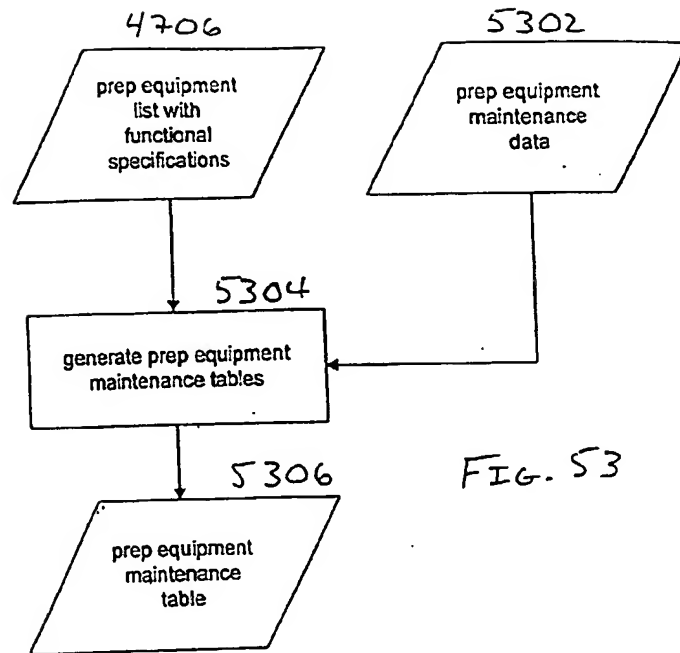 4706
5302
prep equipment
list with
functional
specifications
prep equipment
maintenance
data
5304
generate prep equipment
maintenance tables
5306
FIG. 53
prep equipment
maintenance
table